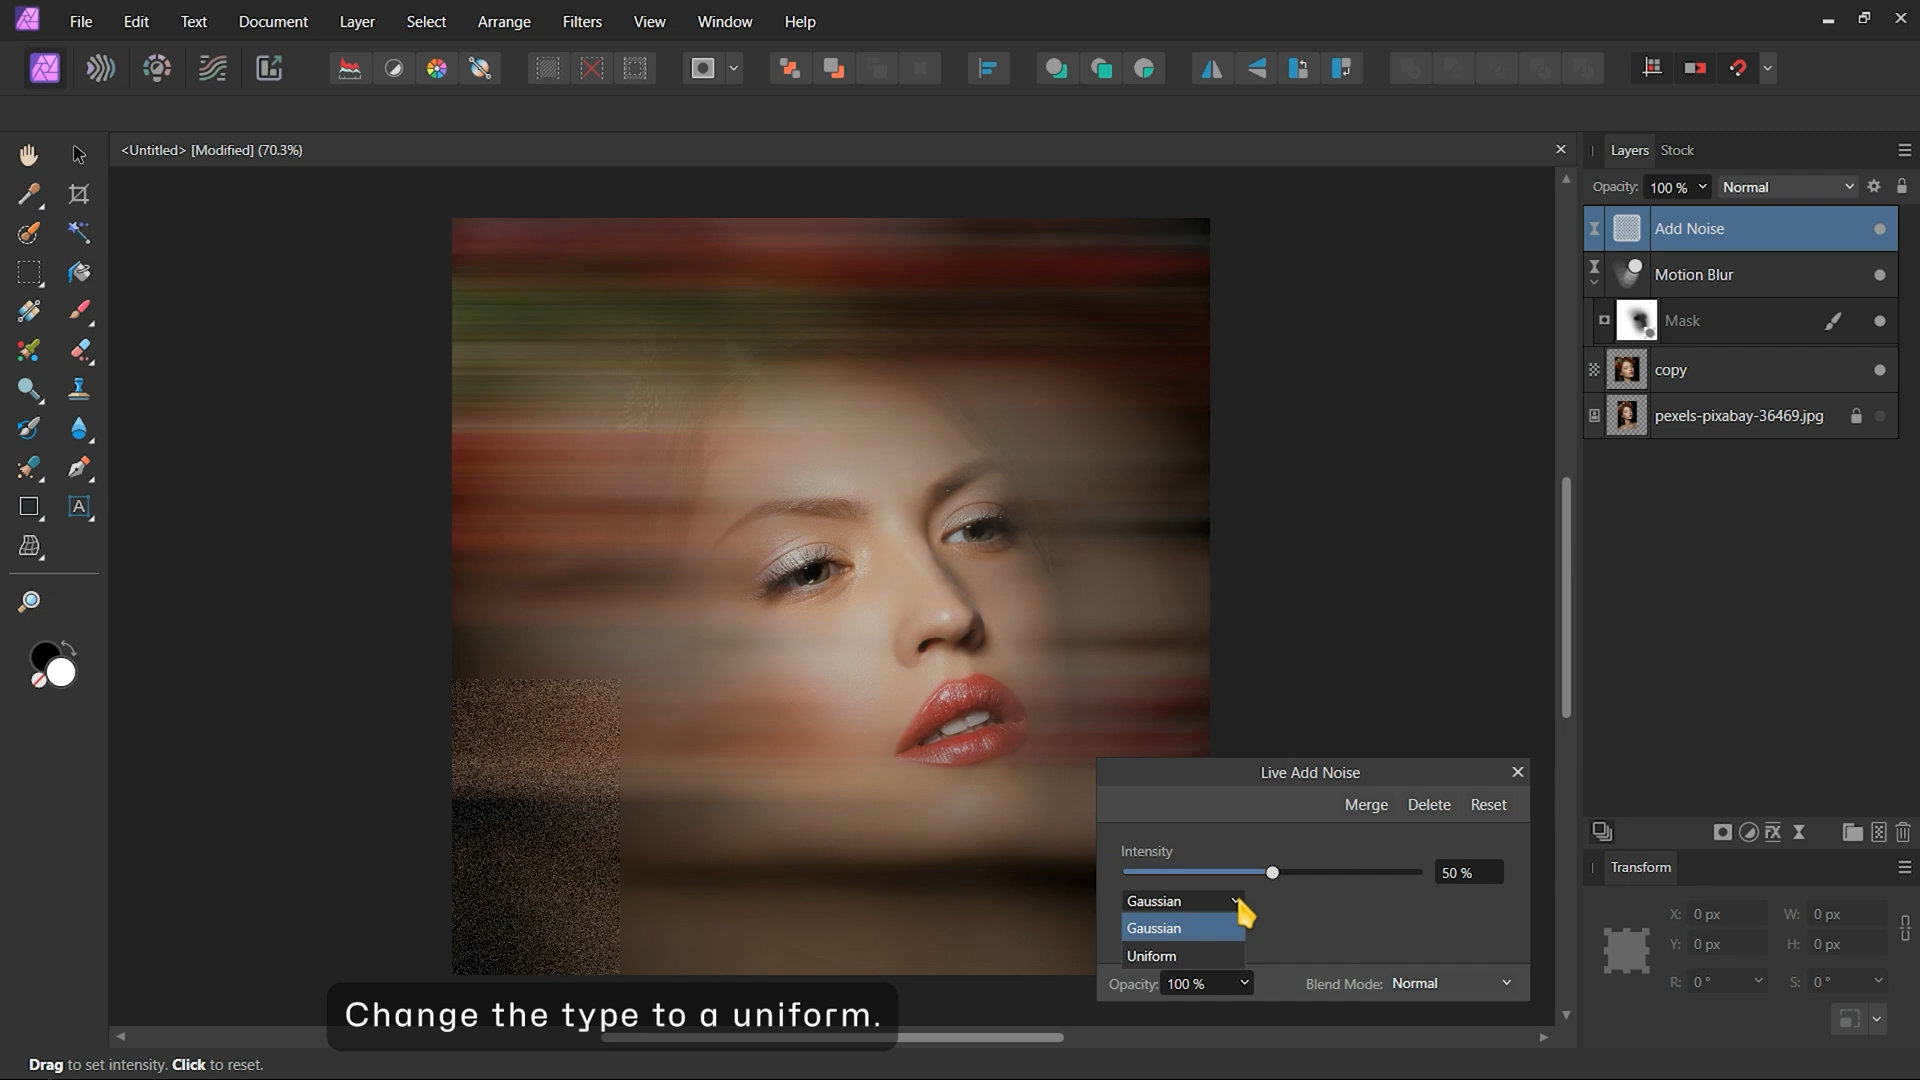 File Edit Text Document Layer Select Arrange Filters View Window Help
<Untitled> [Modified] (70.3%)
Layers Stock
Opacity: 100 % Normal
Add Noise
Motion Blur
Mask
copy
pexels-pixabay-36469.jpg
Live Add Noise
Merge Delete Reset
Intensity
50 %
Gaussian
Gaussian
Uniform
Opacity: 100 % Blend Mode: Normal
Transform
X: 0 px W: 0 px
Y: 0 px H: 0 px
R: 0 ° S: 0 °
Change the type to a uniform.
Drag to set intensity. Click to reset.